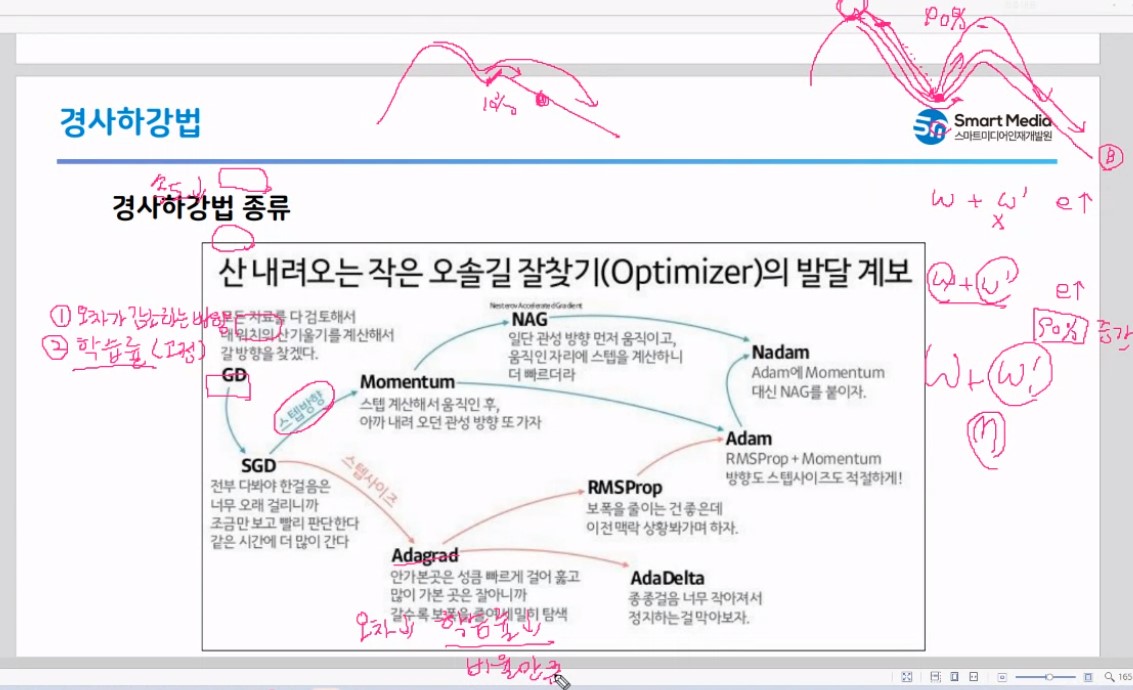 90%
10%
경사하강법
Smart Media
스마트미디어인재개발원
B
속도↓
경사하강법 종류
w + w' e↑
x
산 내려오는 작은 오솔길 잘찾기(Optimizer)의 발달 계보
w + w' e↑
① 오차가 감소하는 방향
② 학습률 (고정)
모든 자료를 다 검토해서
내 위치의 산기울기를 계산해서
갈 방향을 찾겠다.
GD
Nesterov Accelerated Gradient
NAG
일단 관성 방향 먼저 움직이고,
움직인 자리에 스텝을 계산하니
더 빠르더라
90% 증가
Nadam
Adam에 Momentum
대신 NAG를 붙이자.
w + w'
η
스텝방향
Momentum
스텝 계산해서 움직인 후,
아까 내려 오던 관성 방향 또 가자
Adam
RMSProp + Momentum
방향도 스텝사이즈도 적절하게!
SGD
전부 다봐야 한걸음은
너무 오래 걸리니까
조금만 보고 빨리 판단한다
같은 시간에 더 많이 간다
스텝사이즈
RMSProp
보폭을 줄이는 건 좋은데
이전 맥락 상황봐가며 하자.
Adagrad
안가본곳은 성큼 빠르게 걸어 훑고
많이 가본 곳은 잘아니까
갈수록 보폭을 줄여 세밀히 탐색
AdaDelta
종종걸음 너무 작아져서
정지하는걸 막아보자.
오차↓ 학습률↓
비율만큼
165